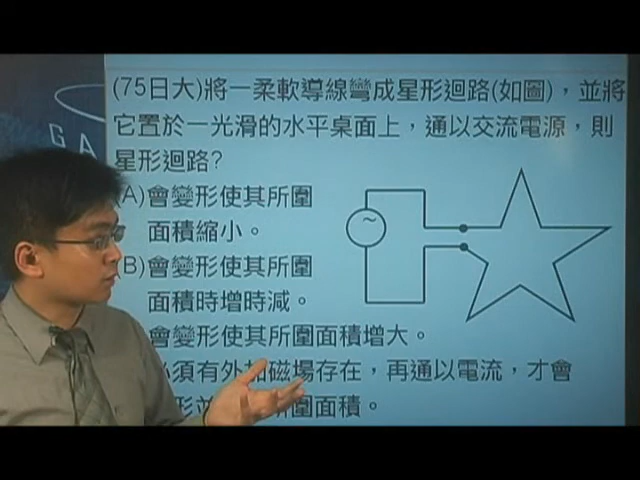 GA
(75日大)將一柔軟導線彎成星形迴路(如圖)，並將
它置於一光滑的水平桌面上，通以交流電源，則
星形迴路?
(A)會變形使其所圍
面積縮小。
(B)會變形使其所圍
面積時增時減。
會變形使其所圍面積增大。
須有外加磁場存在，再通以電流，才會
形並 所圍面積。
~